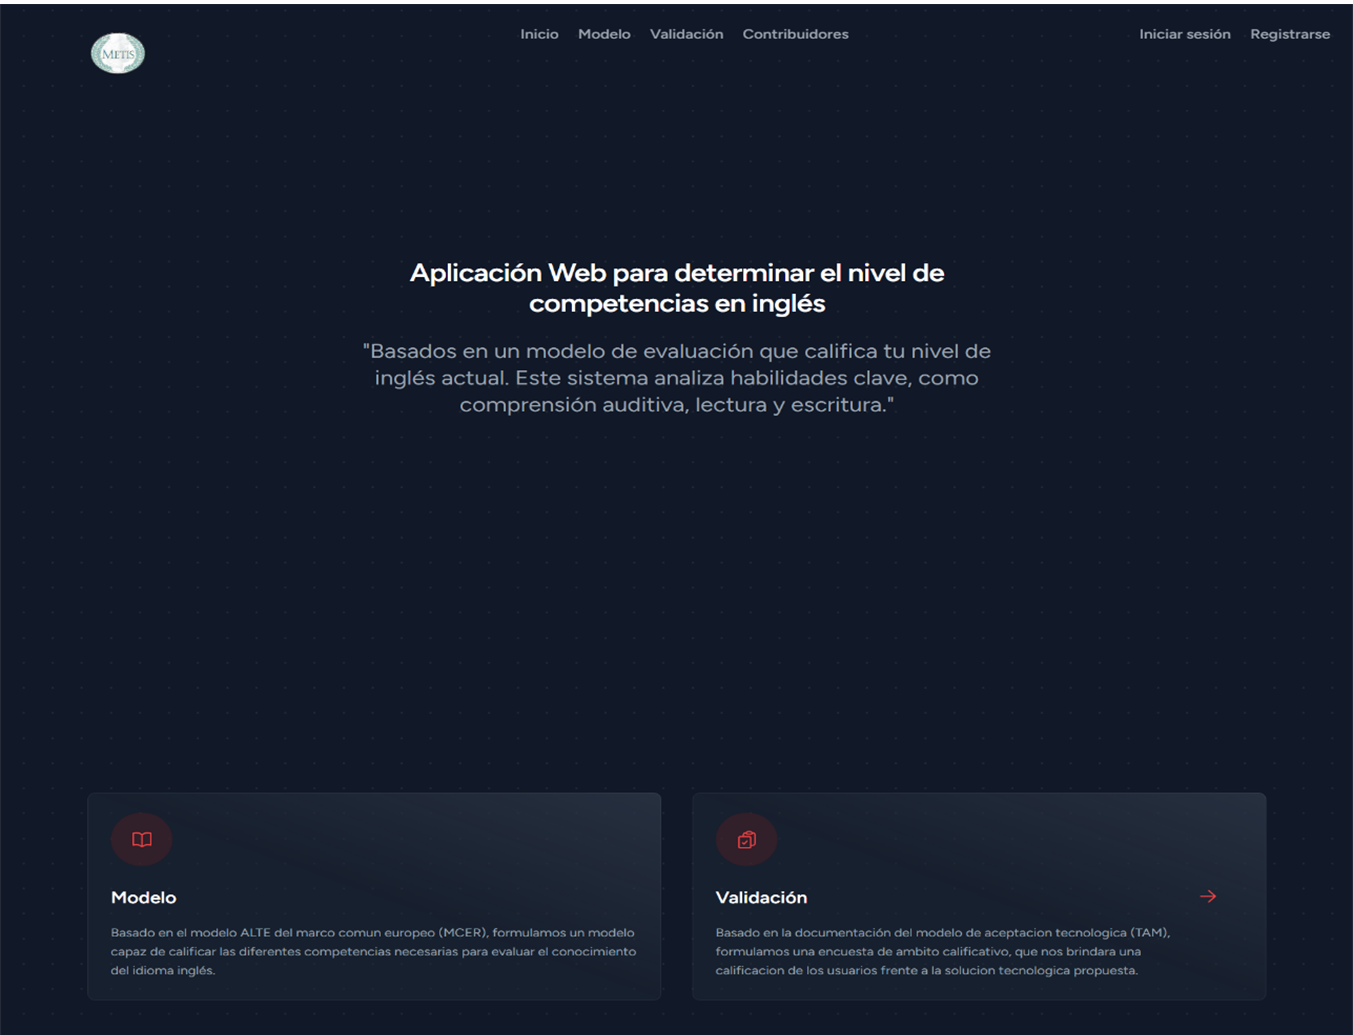 METIS
Inicio Modelo Validación Contribuidores
Iniciar sesión Registrarse
Aplicación Web para determinar el nivel de
competencias en inglés
"Basados en un modelo de evaluación que califica tu nivel de
inglés actual. Este sistema analiza habilidades clave, como
comprensión auditiva, lectura y escritura."
Modelo
Basado en el modelo ALTE del marco comun europeo (MCER), formulamos un modelo
capaz de calificar las diferentes competencias necesarias para evaluar el conocimiento
del idioma inglés.
Validación
Basado en la documentación del modelo de aceptacion tecnologica (TAM),
formulamos una encuesta de ambito calificativo, que nos brindara una
calificacion de los usuarios frente a la solucion tecnologica propuesta.